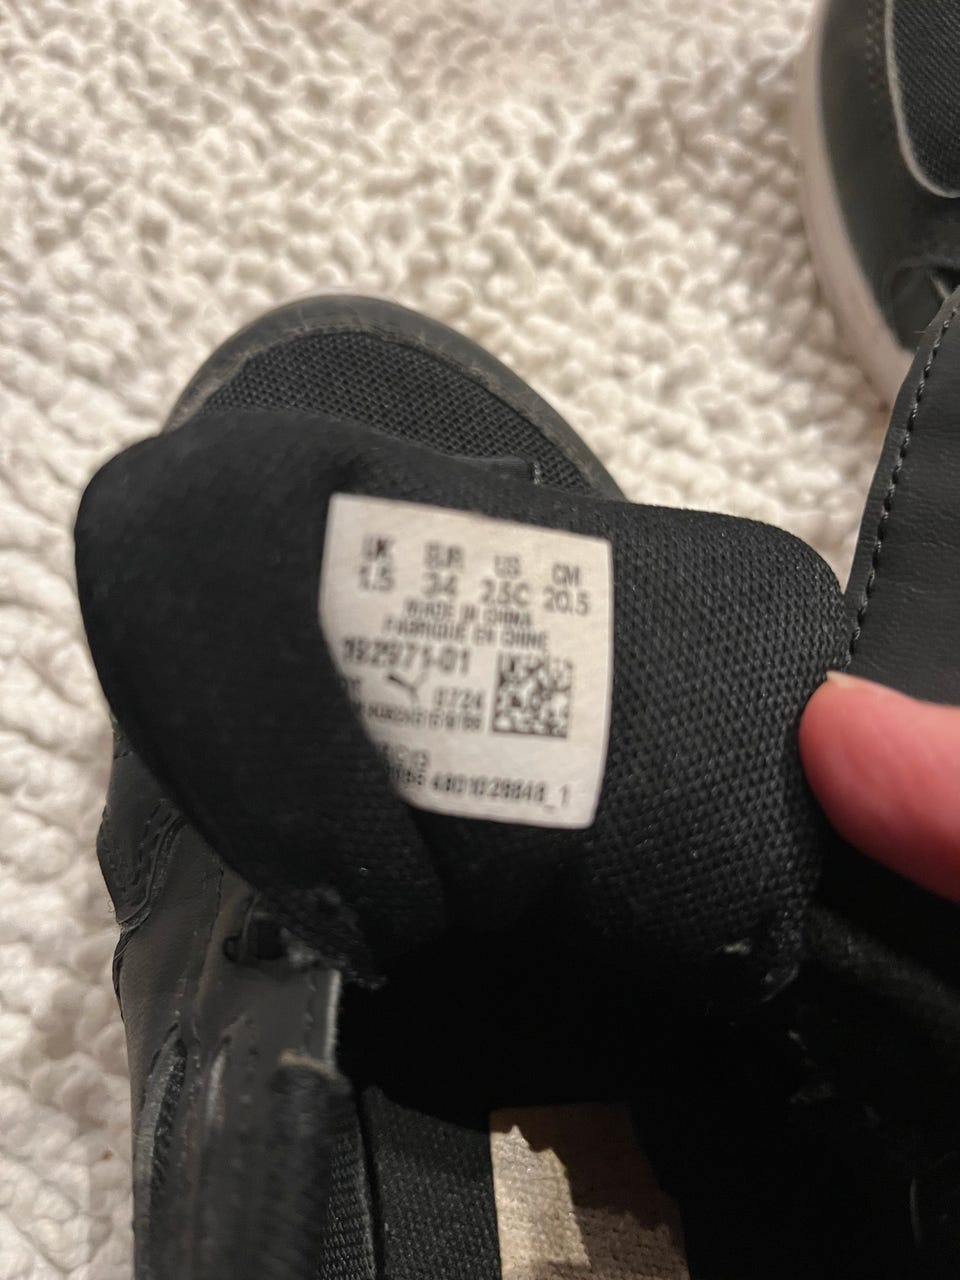 UK EUR US CM
1.5 34 2.5C 20.5
MADE IN CHINA
FABRIQUÉ EN CHINE
192971-01
0724
4801028848_1